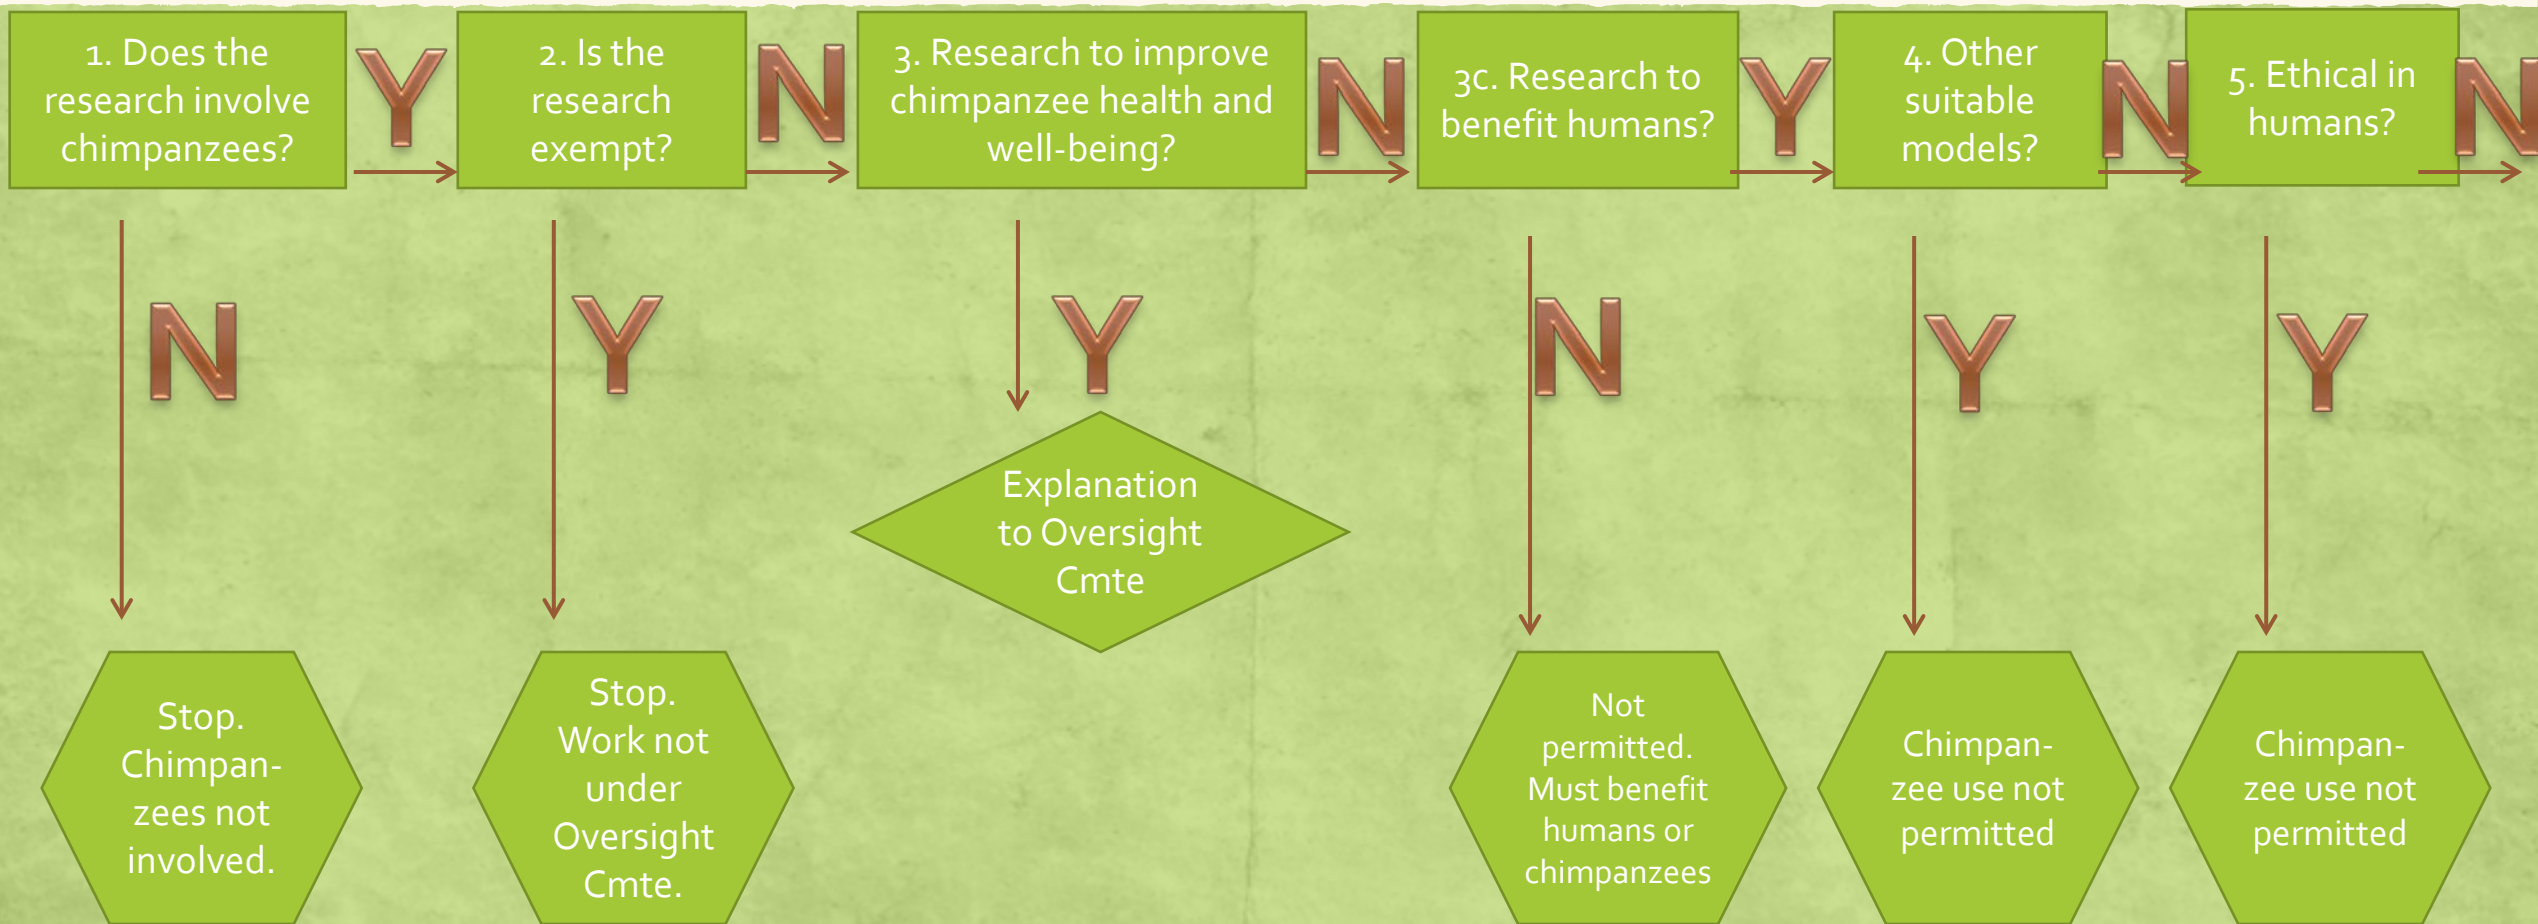 1. Does the
research involve
chimpanzees?
Y
2. Is the
research
exempt?
N
3. Research to improve
chimpanzee health and
well-being?
N
3c. Research to
benefit humans?
Y
4. Other
suitable
models?
N
5. Ethical in
humans?
N
N
Y
Y
N
Y
Y
Explanation
to Oversight
Cmte
Stop.
Chimpan-
zees not
involved.
Stop.
Work not
under
Oversight
Cmte.
Not
permitted.
Must benefit
humans or
chimpanzees
Chimpan-
zee use not
permitted
Chimpan-
zee use not
permitted